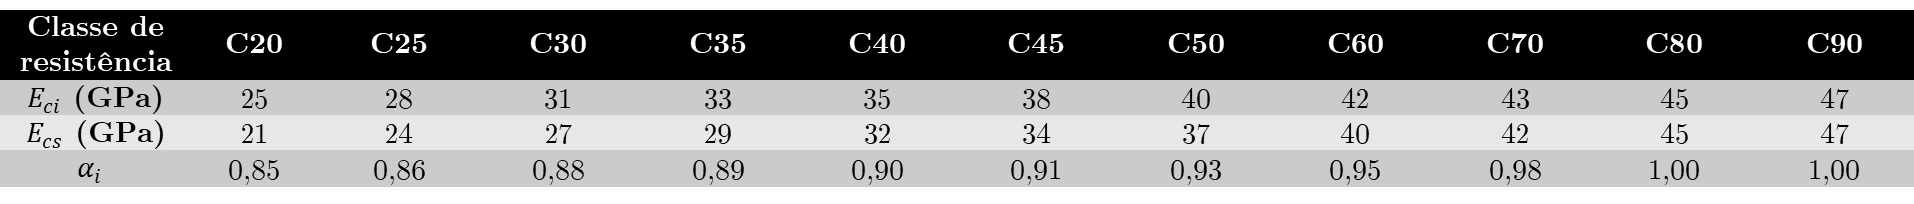 Classe de resistência C20 C25 C30 C35 C40 C45 C50 C60 C70 C80 C90
E_ci (GPa) 25 28 31 33 35 38 40 42 43 45 47
E_cs (GPa) 21 24 27 29 32 34 37 40 42 45 47
α_i 0,85 0,86 0,88 0,89 0,90 0,91 0,93 0,95 0,98 1,00 1,00